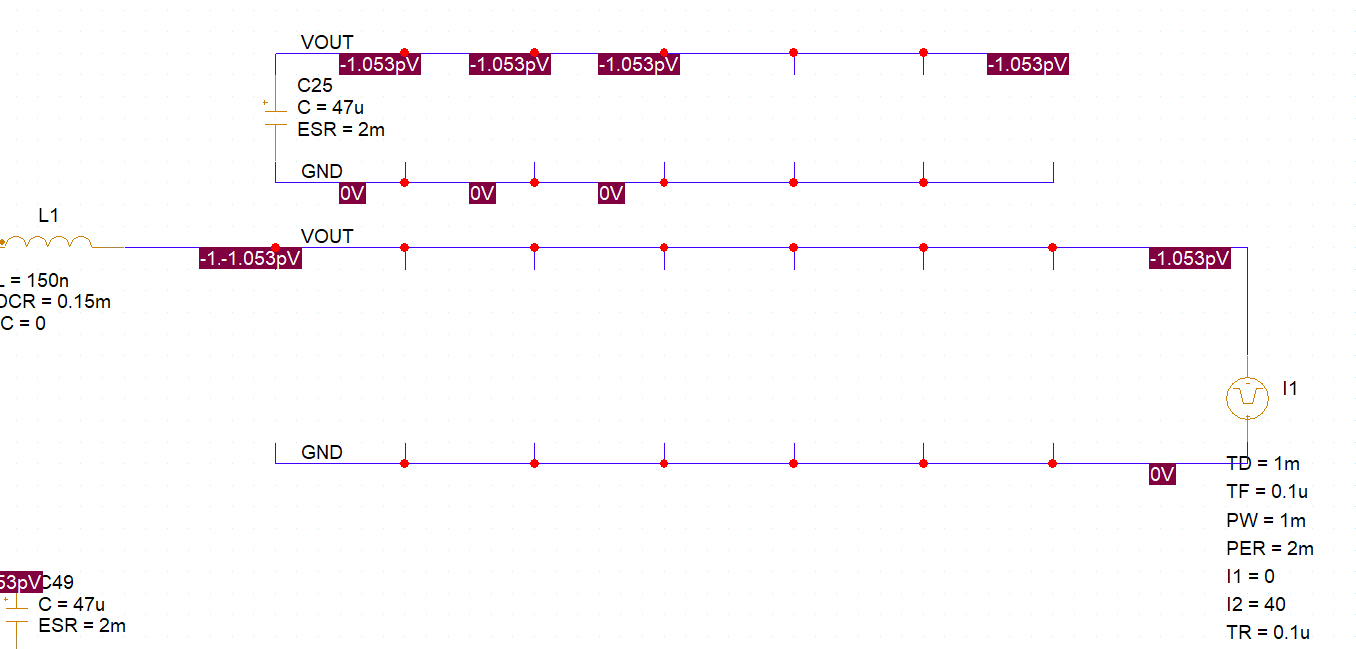 VOUT
-1.053pV -1.053pV -1.053pV -1.053pV
C25
C = 47u
ESR = 2m
GND
0V 0V 0V
L1
VOUT
-1.-1.053pV -1.053pV
L = 150n
DCR = 0.15m
C = 0
I1
GND
0V
TD = 1m
TF = 0.1u
PW = 1m
PER = 2m
I1 = 0
I2 = 40
TR = 0.1u
53pV C49
C = 47u
ESR = 2m